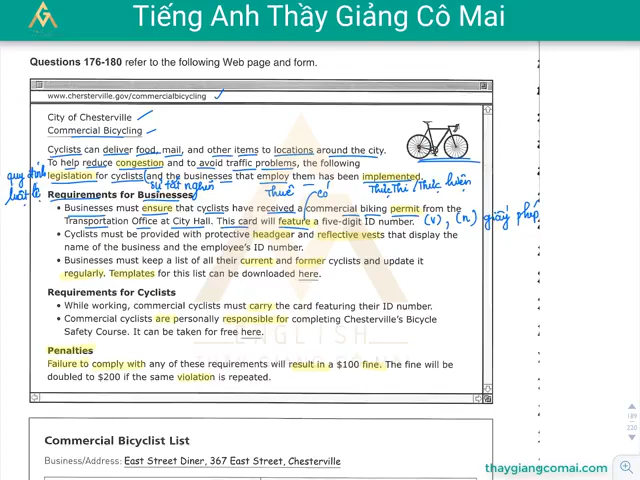 Tiếng Anh Thầy Giảng Cô Mai
Questions 176-180 refer to the following Web page and form.
www.chersterville.gov/commercialbicycling
City of Chesterville
Commercial Bicycling
Cyclists can deliver food, mail, and other items to locations around the city.
To help reduce congestion and to avoid traffic problems, the following
quy định
legislation for cyclists and the businesses that employ them has been implemented.
luật lệ
sự tắt nghẽn
thuê
có
thực thi / thực hiện
Requirements for Businesses
• Businesses must ensure that cyclists have received a commercial biking permit from the
Transportation Office at City Hall. This card will feature a five-digit ID number.
(v), (n) giấy phép
• Cyclists must be provided with protective headgear and reflective vests that display the
name of the business and the employee's ID number.
• Businesses must keep a list of all their current and former cyclists and update it
regularly. Templates for this list can be downloaded here.
Requirements for Cyclists
• While working, commercial cyclists must carry the card featuring their ID number.
• Commercial cyclists are personally responsible for completing Chesterville's Bicycle
Safety Course. It can be taken for free here.
ENGLISH
THẦY GIẢNG CÔ MAI
Penalties
Failure to comply with any of these requirements will result in a $100 fine. The fine will
be doubled to $200 if the same violation is repeated.
Commercial Bicyclist List
Business/Address: East Street Diner, 367 East Street, Chesterville
189
220
thaygiangcomai.com